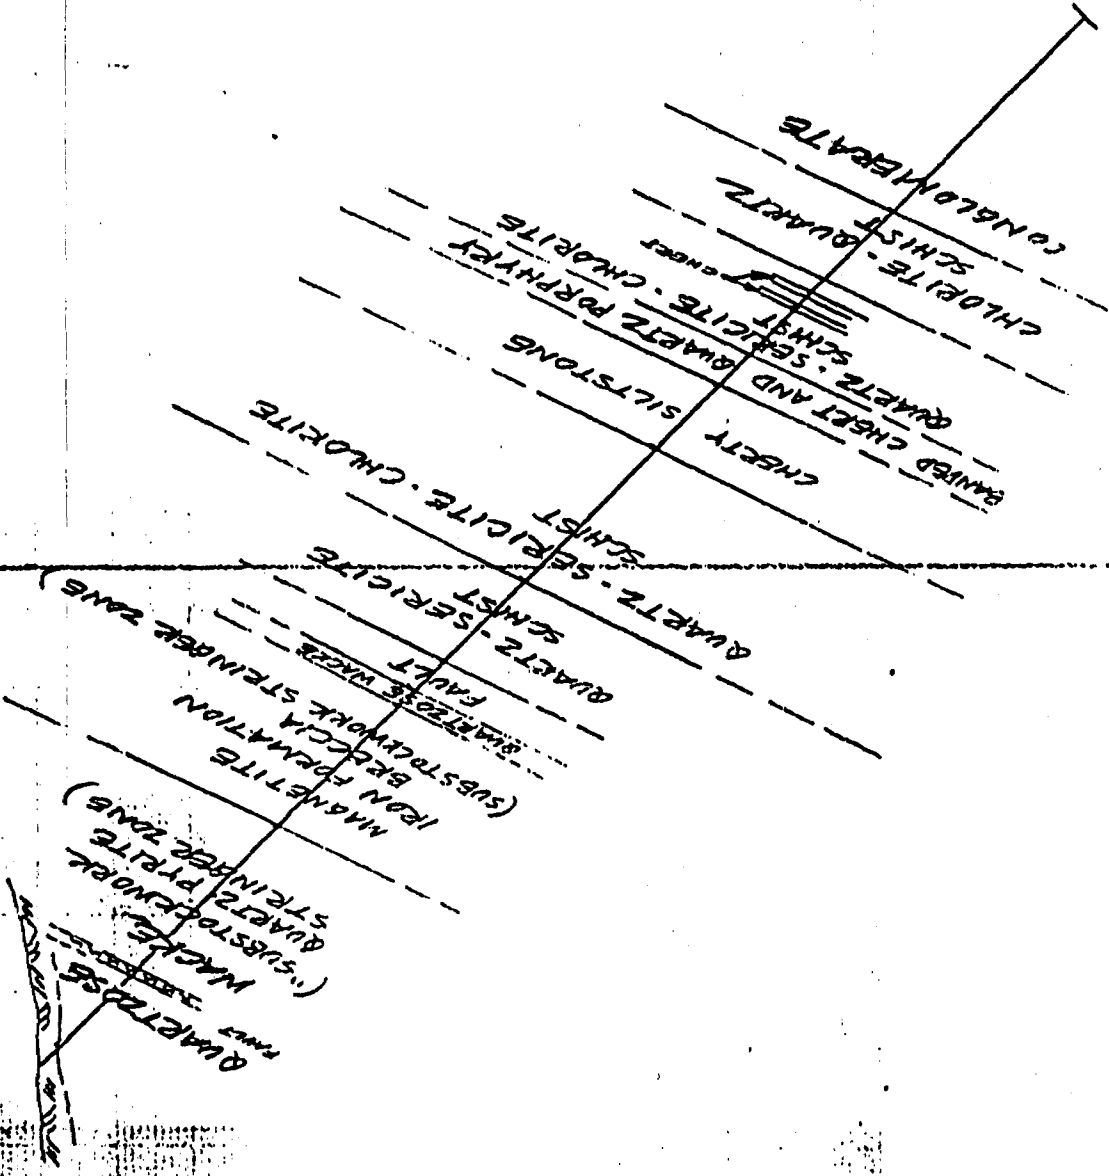 FAULT
QUARTZOSE
WACKE
("SUBSTOCKWORK
QUARTZ-PYRITE
STRINGER ZONE)
MAGNETITE
IRON FORMATION
BRECCIA
(SUBSTOCKWORK STRINGER ZONE)
QUARTZOSE WACKE
FAULT
QUARTZ - SERICITE
SCHIST
QUARTZ - SERICITE - CHLORITE
SCHIST
CHERTY SILTSTONE
BANDED CHERT AND QUARTZ PORPHYRY
QUARTZ - SERICITE - CHLORITE
SCHIST
CHERT
CHLORITE - QUARTZ
SCHIST
CONGLOMERATE